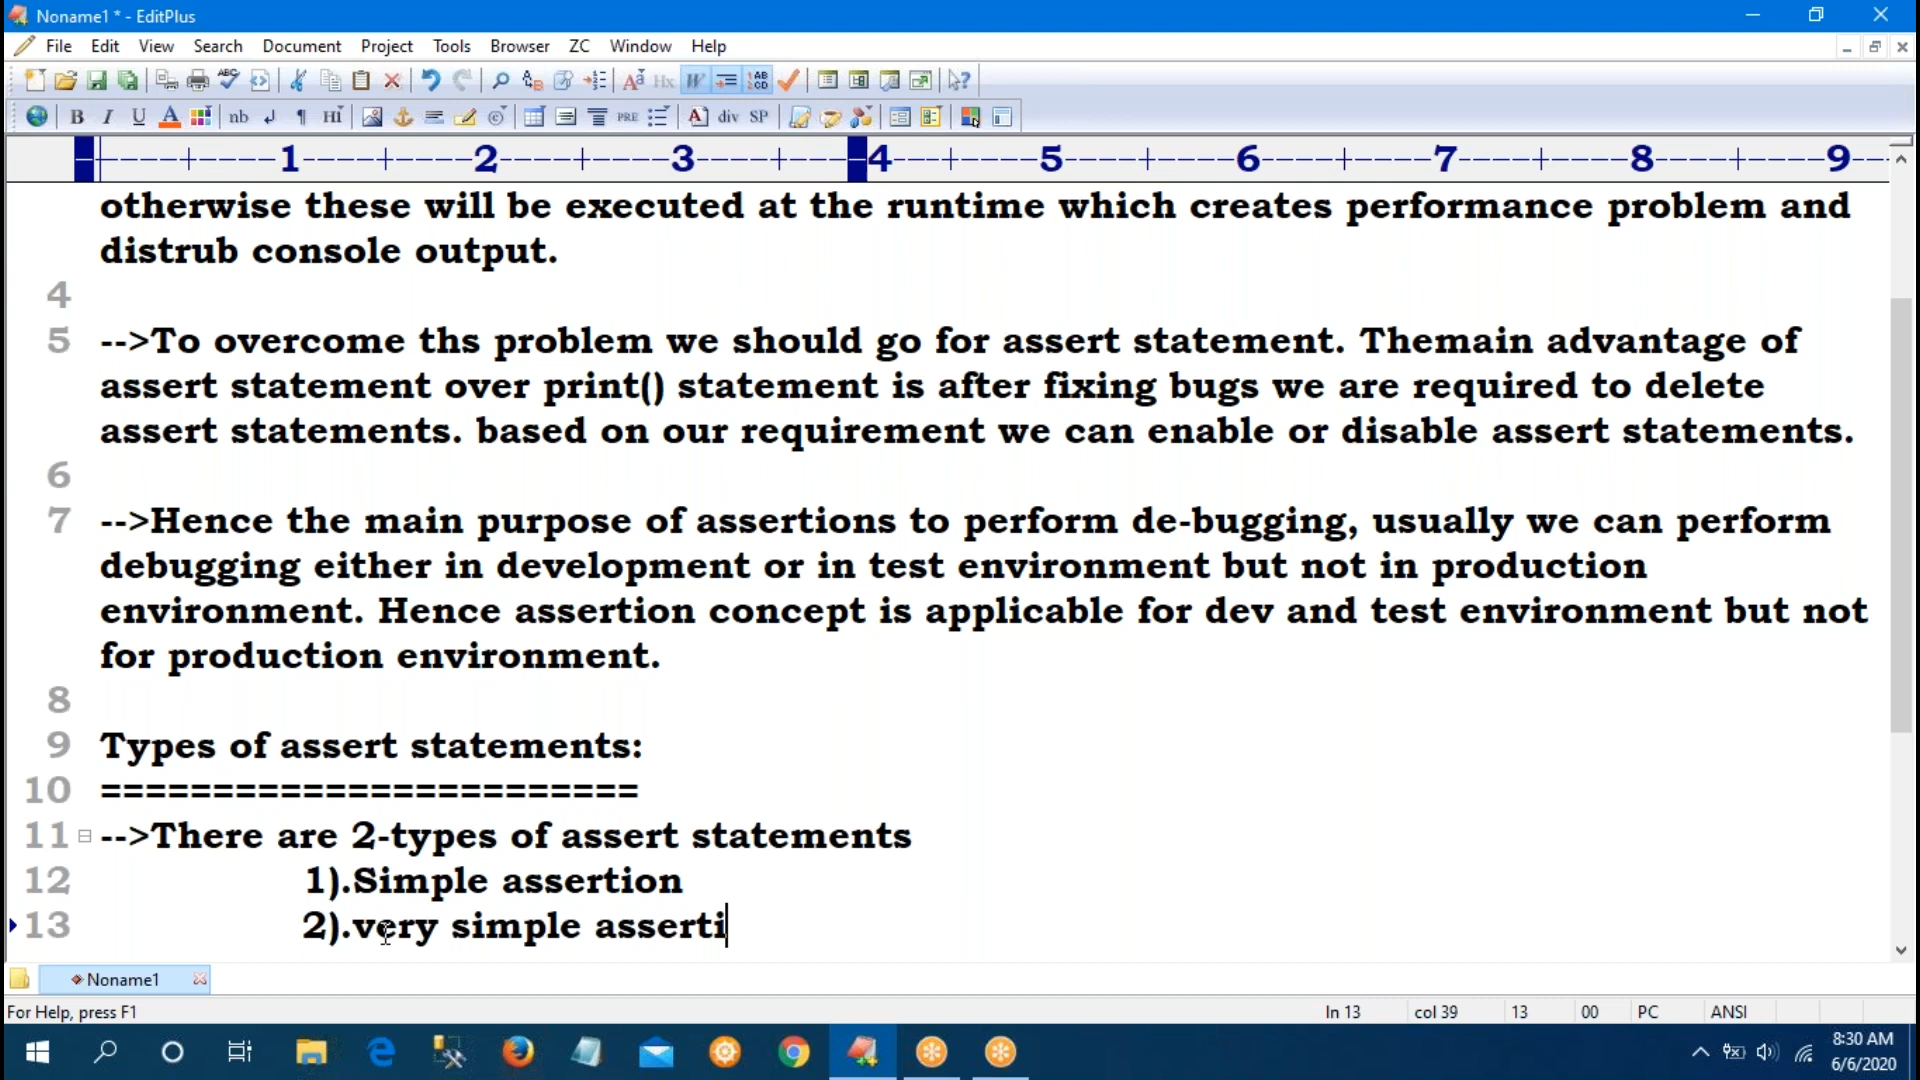 Noname1 * - EditPlus
File Edit View Search Document Project Tools Browser ZC Window Help
B I U A nb HI PRE A div SP
1 2 3 4 5 6 7 8 9
otherwise these will be executed at the runtime which creates performance problem and
distrub console output.
4
5 -->To overcome ths problem we should go for assert statement. Themain advantage of
assert statement over print() statement is after fixing bugs we are required to delete
assert statements. based on our requirement we can enable or disable assert statements.
6
7 -->Hence the main purpose of assertions to perform de-bugging, usually we can perform
debugging either in development or in test environment but not in production
environment. Hence assertion concept is applicable for dev and test environment but not
for production environment.
8
9 Types of assert statements:
10 ========================
11 -->There are 2-types of assert statements
12 1).Simple assertion
13 2).very simple asserti
Noname1
For Help, press F1 ln 13 col 39 13 00 PC ANSI
8:30 AM
6/6/2020